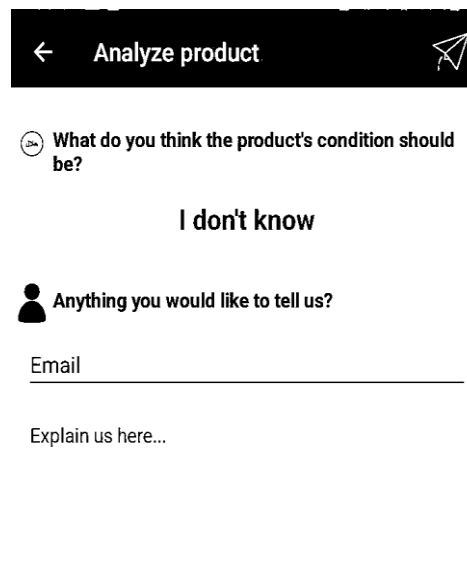 Analyze product
What do you think the product's condition should
be?
I don't know
Anything you would like to tell us?
Email
Explain us here...